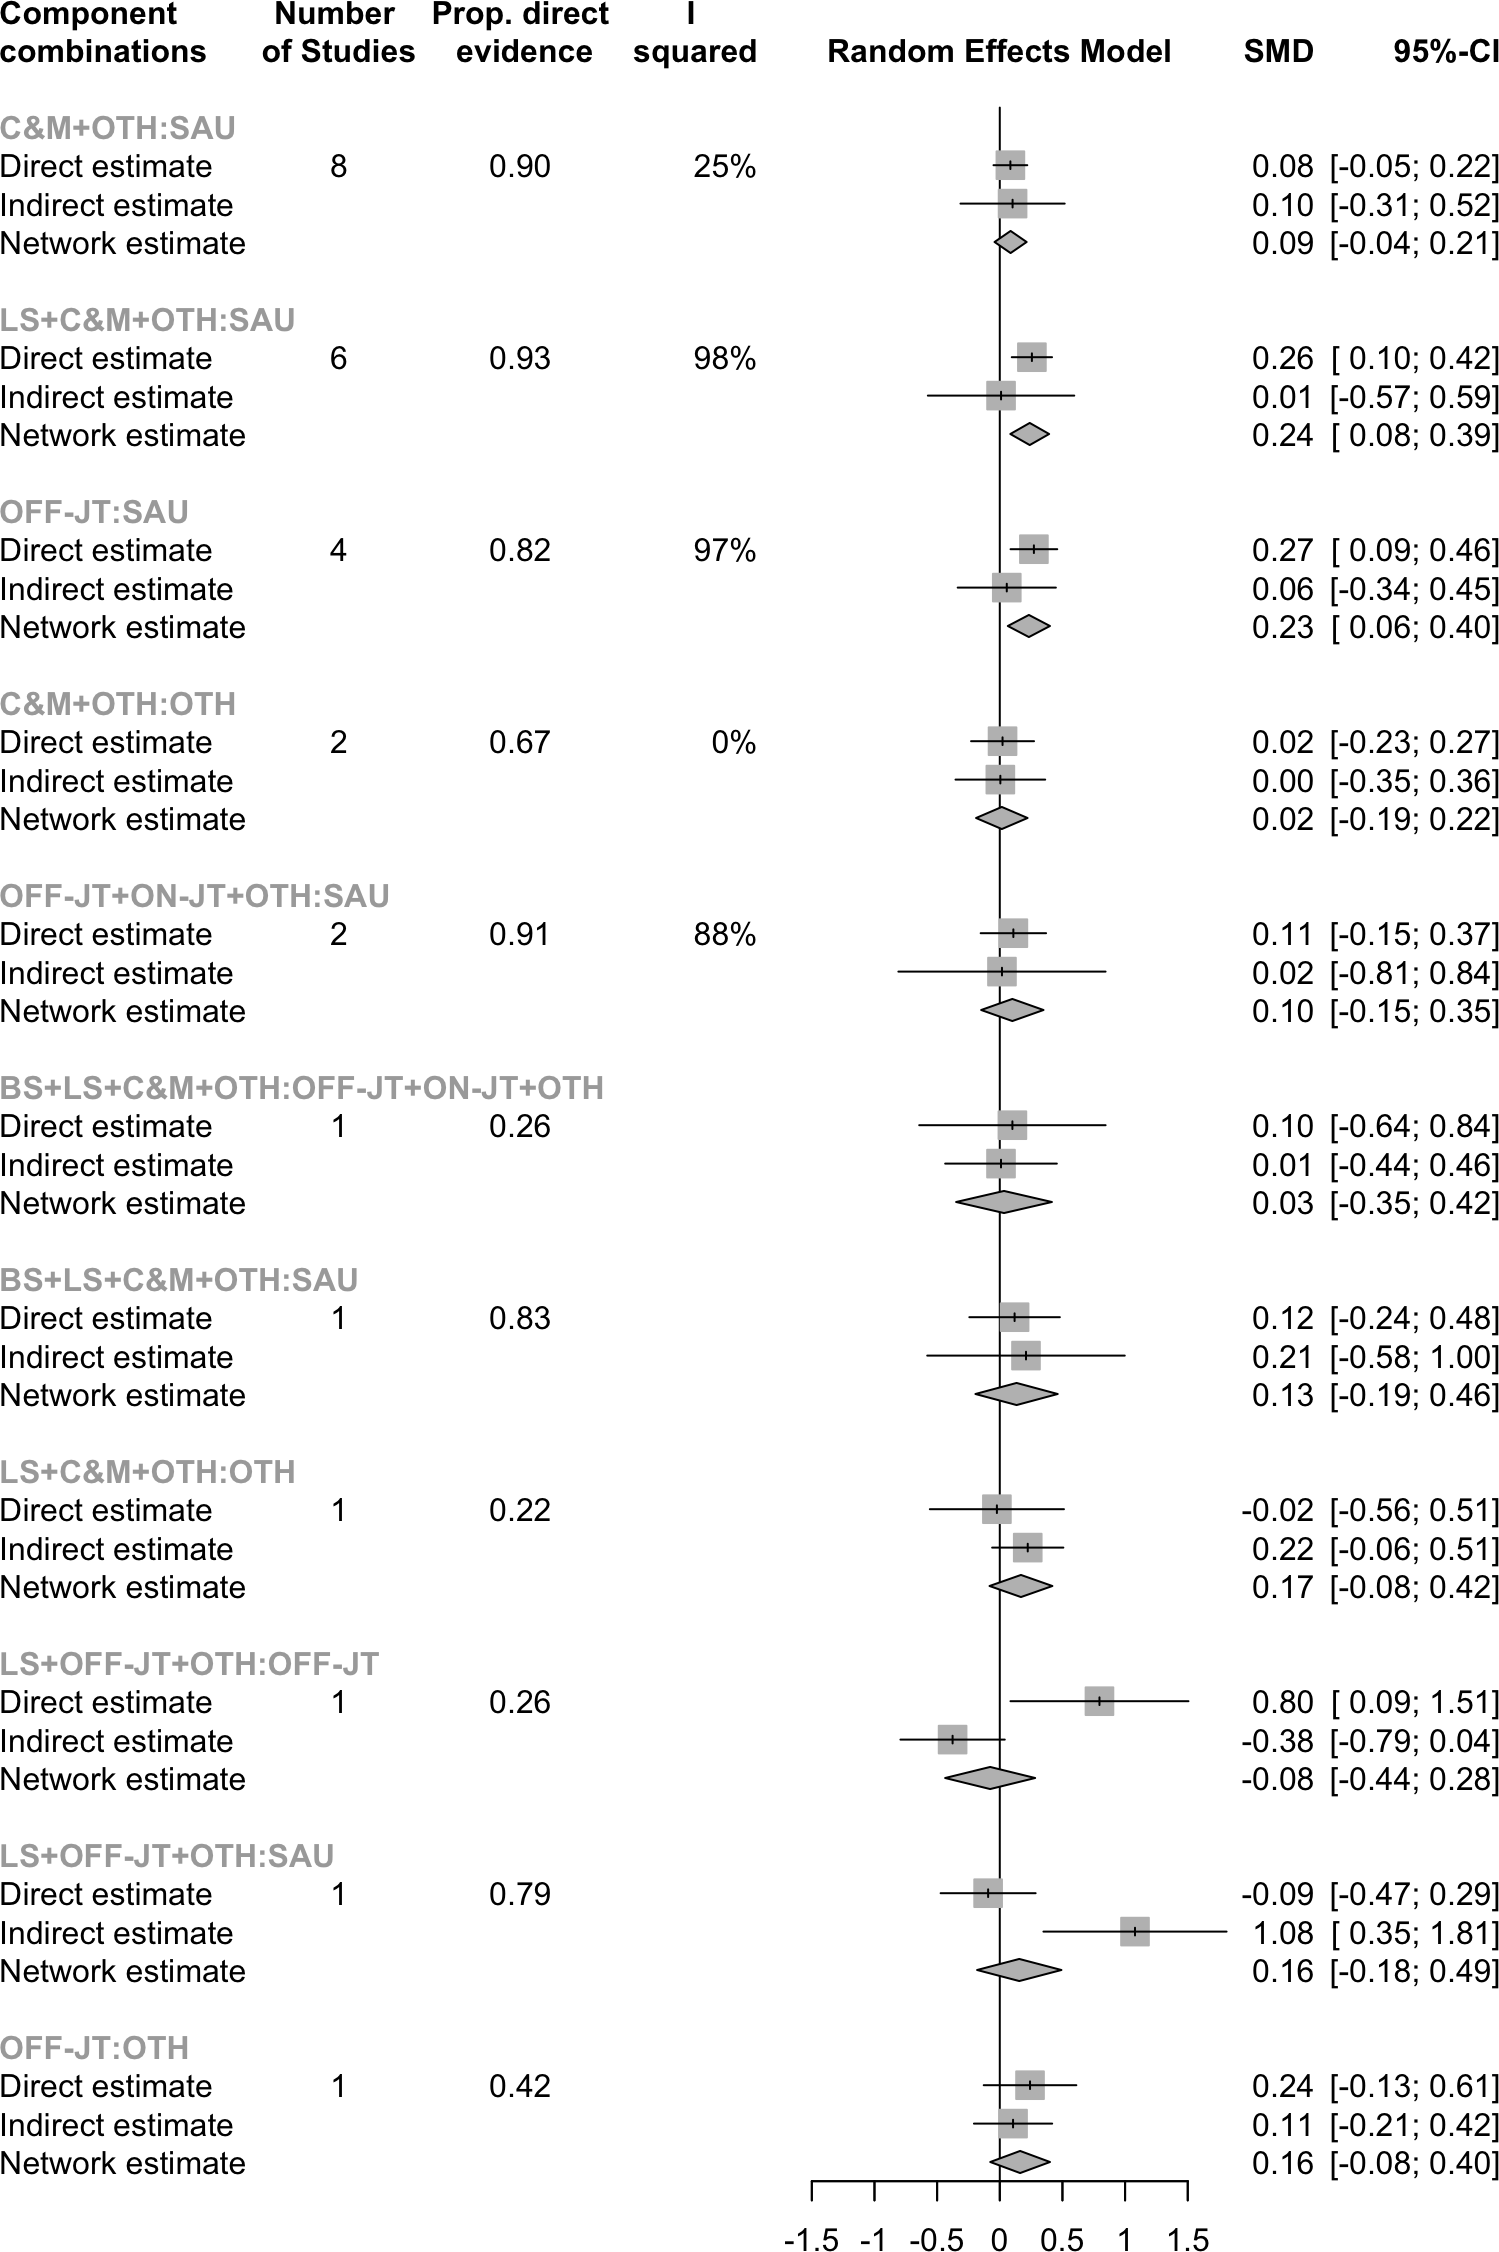 Component Number Prop. direct I
combinations of Studies evidence squared Random Effects Model SMD 95%-CI
C&M+OTH:SAU
Direct estimate 8 0.90 25% 0.08 [-0.05; 0.22]
Indirect estimate 0.10 [-0.31; 0.52]
Network estimate 0.09 [-0.04; 0.21]
LS+C&M+OTH:SAU
Direct estimate 6 0.93 98% 0.26 [ 0.10; 0.42]
Indirect estimate 0.01 [-0.57; 0.59]
Network estimate 0.24 [ 0.08; 0.39]
OFF-JT:SAU
Direct estimate 4 0.82 97% 0.27 [ 0.09; 0.46]
Indirect estimate 0.06 [-0.34; 0.45]
Network estimate 0.23 [ 0.06; 0.40]
C&M+OTH:OTH
Direct estimate 2 0.67 0% 0.02 [-0.23; 0.27]
Indirect estimate 0.00 [-0.35; 0.36]
Network estimate 0.02 [-0.19; 0.22]
OFF-JT+ON-JT+OTH:SAU
Direct estimate 2 0.91 88% 0.11 [-0.15; 0.37]
Indirect estimate 0.02 [-0.81; 0.84]
Network estimate 0.10 [-0.15; 0.35]
BS+LS+C&M+OTH:OFF-JT+ON-JT+OTH
Direct estimate 1 0.26 0.10 [-0.64; 0.84]
Indirect estimate 0.01 [-0.44; 0.46]
Network estimate 0.03 [-0.35; 0.42]
BS+LS+C&M+OTH:SAU
Direct estimate 1 0.83 0.12 [-0.24; 0.48]
Indirect estimate 0.21 [-0.58; 1.00]
Network estimate 0.13 [-0.19; 0.46]
LS+C&M+OTH:OTH
Direct estimate 1 0.22 -0.02 [-0.56; 0.51]
Indirect estimate 0.22 [-0.06; 0.51]
Network estimate 0.17 [-0.08; 0.42]
LS+OFF-JT+OTH:OFF-JT
Direct estimate 1 0.26 0.80 [ 0.09; 1.51]
Indirect estimate -0.38 [-0.79; 0.04]
Network estimate -0.08 [-0.44; 0.28]
LS+OFF-JT+OTH:SAU
Direct estimate 1 0.79 -0.09 [-0.47; 0.29]
Indirect estimate 1.08 [ 0.35; 1.81]
Network estimate 0.16 [-0.18; 0.49]
OFF-JT:OTH
Direct estimate 1 0.42 0.24 [-0.13; 0.61]
Indirect estimate 0.11 [-0.21; 0.42]
Network estimate 0.16 [-0.08; 0.40]
-1.5 -1 -0.5 0 0.5 1 1.5